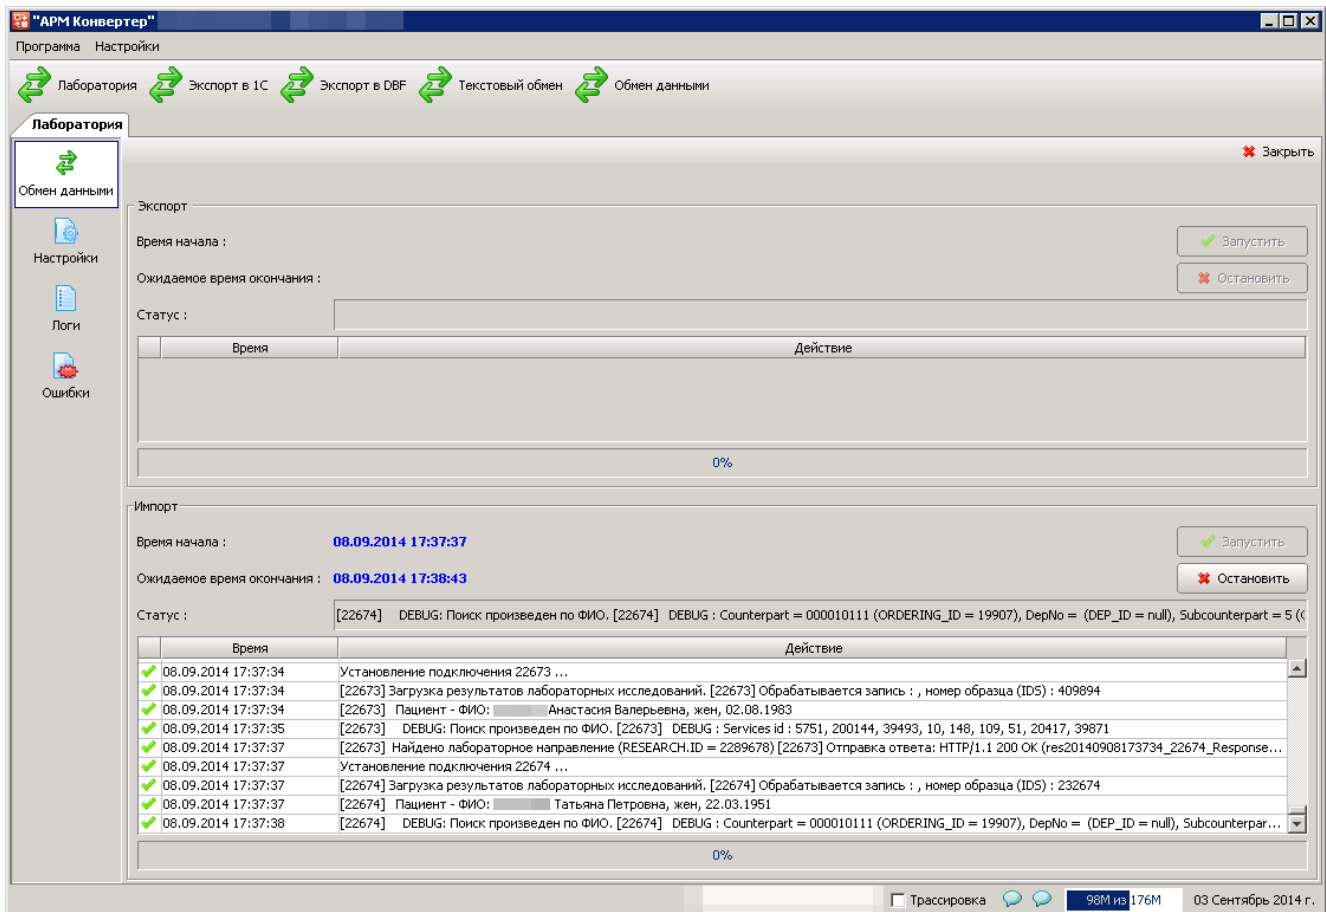 "АРМ Конвертер"
Программа Настройки
Лаборатория Экспорт в 1С Экспорт в DBF Текстовый обмен Обмен данными
Лаборатория
Закрыть
Обмен данными
Настройки
Логи
Ошибки
Экспорт
Время начала :
Запустить
Ожидаемое время окончания :
Остановить
Статус :
Время Действие
0%
Импорт
Время начала : 08.09.2014 17:37:37 Запустить
Ожидаемое время окончания : 08.09.2014 17:38:43 Остановить
Статус : [22674] DEBUG: Поиск произведен по ФИО. [22674] DEBUG : Counterpart = 000010111 (ORDERING_ID = 19907), DepNo = (DEP_ID = null), Subcounterpart = 5 ((
Время Действие
08.09.2014 17:37:34 Установление подключения 22673 ...
08.09.2014 17:37:34 [22673] Загрузка результатов лабораторных исследований. [22673] Обрабатывается запись : , номер образца (IDS) : 409894
08.09.2014 17:37:34 [22673] Пациент - ФИО: Анастасия Валерьевна, жен, 02.08.1983
08.09.2014 17:37:35 [22673] DEBUG: Поиск произведен по ФИО. [22673] DEBUG : Services id : 5751, 200144, 39493, 10, 148, 109, 51, 20417, 39871
08.09.2014 17:37:37 [22673] Найдено лабораторное направление (RESEARCH.ID = 2289678) [22673] Отправка ответа: HTTP/1.1 200 OK (res20140908173734_22674_Response...
08.09.2014 17:37:37 Установление подключения 22674 ...
08.09.2014 17:37:37 [22674] Загрузка результатов лабораторных исследований. [22674] Обрабатывается запись : , номер образца (IDS) : 232674
08.09.2014 17:37:37 [22674] Пациент - ФИО: Татьяна Петровна, жен, 22.03.1951
08.09.2014 17:37:38 [22674] DEBUG: Поиск произведен по ФИО. [22674] DEBUG : Counterpart = 000010111 (ORDERING_ID = 19907), DepNo = (DEP_ID = null), Subcounterpar...
0%
Трассировка 98M из 176M 03 Сентябрь 2014 г.